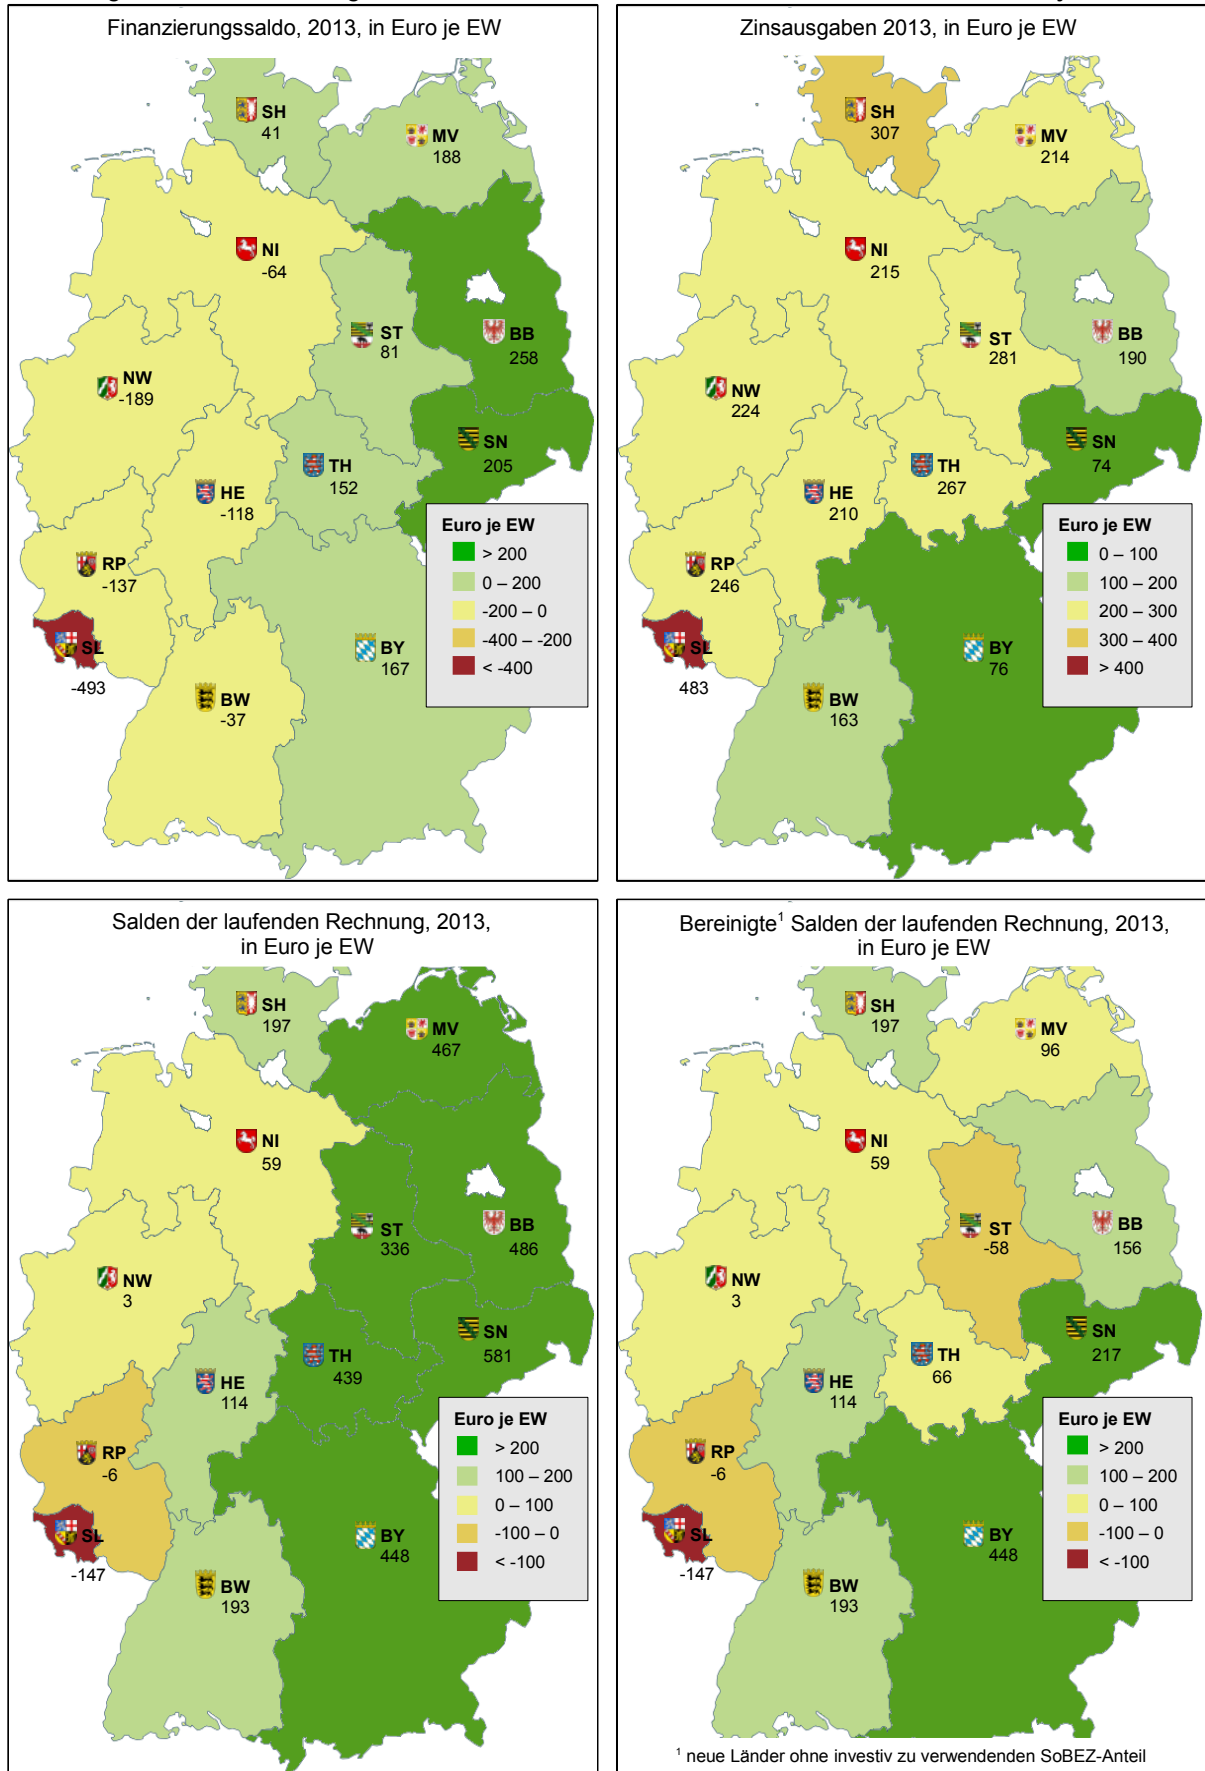 Finanzierungssaldo, 2013, in Euro je EW
SH
41
MV
188
NI
-64
ST
81
BB
258
NW
-189
SN
205
TH
152
HE
-118
RP
-137
SL
-493
BY
167
BW
-37
Euro je EW
> 200
0 – 200
-200 – 0
-400 – -200
< -400
Zinsausgaben 2013, in Euro je EW
SH
307
MV
214
NI
215
ST
281
BB
190
NW
224
SN
74
TH
267
HE
210
RP
246
SL
483
BY
76
BW
163
Euro je EW
0 – 100
100 – 200
200 – 300
300 – 400
> 400
Salden der laufenden Rechnung, 2013,
in Euro je EW
SH
197
MV
467
NI
59
ST
336
BB
486
NW
3
SN
581
TH
439
HE
114
RP
-6
SL
-147
BY
448
BW
193
Euro je EW
> 200
100 – 200
0 – 100
-100 – 0
< -100
Bereinigte¹ Salden der laufenden Rechnung, 2013,
in Euro je EW
SH
197
MV
96
NI
59
ST
-58
BB
156
NW
3
SN
217
TH
66
HE
114
RP
-6
SL
-147
BY
448
BW
193
Euro je EW
> 200
100 – 200
0 – 100
-100 – 0
< -100
¹ neue Länder ohne investiv zu verwendenden SoBEZ-Anteil